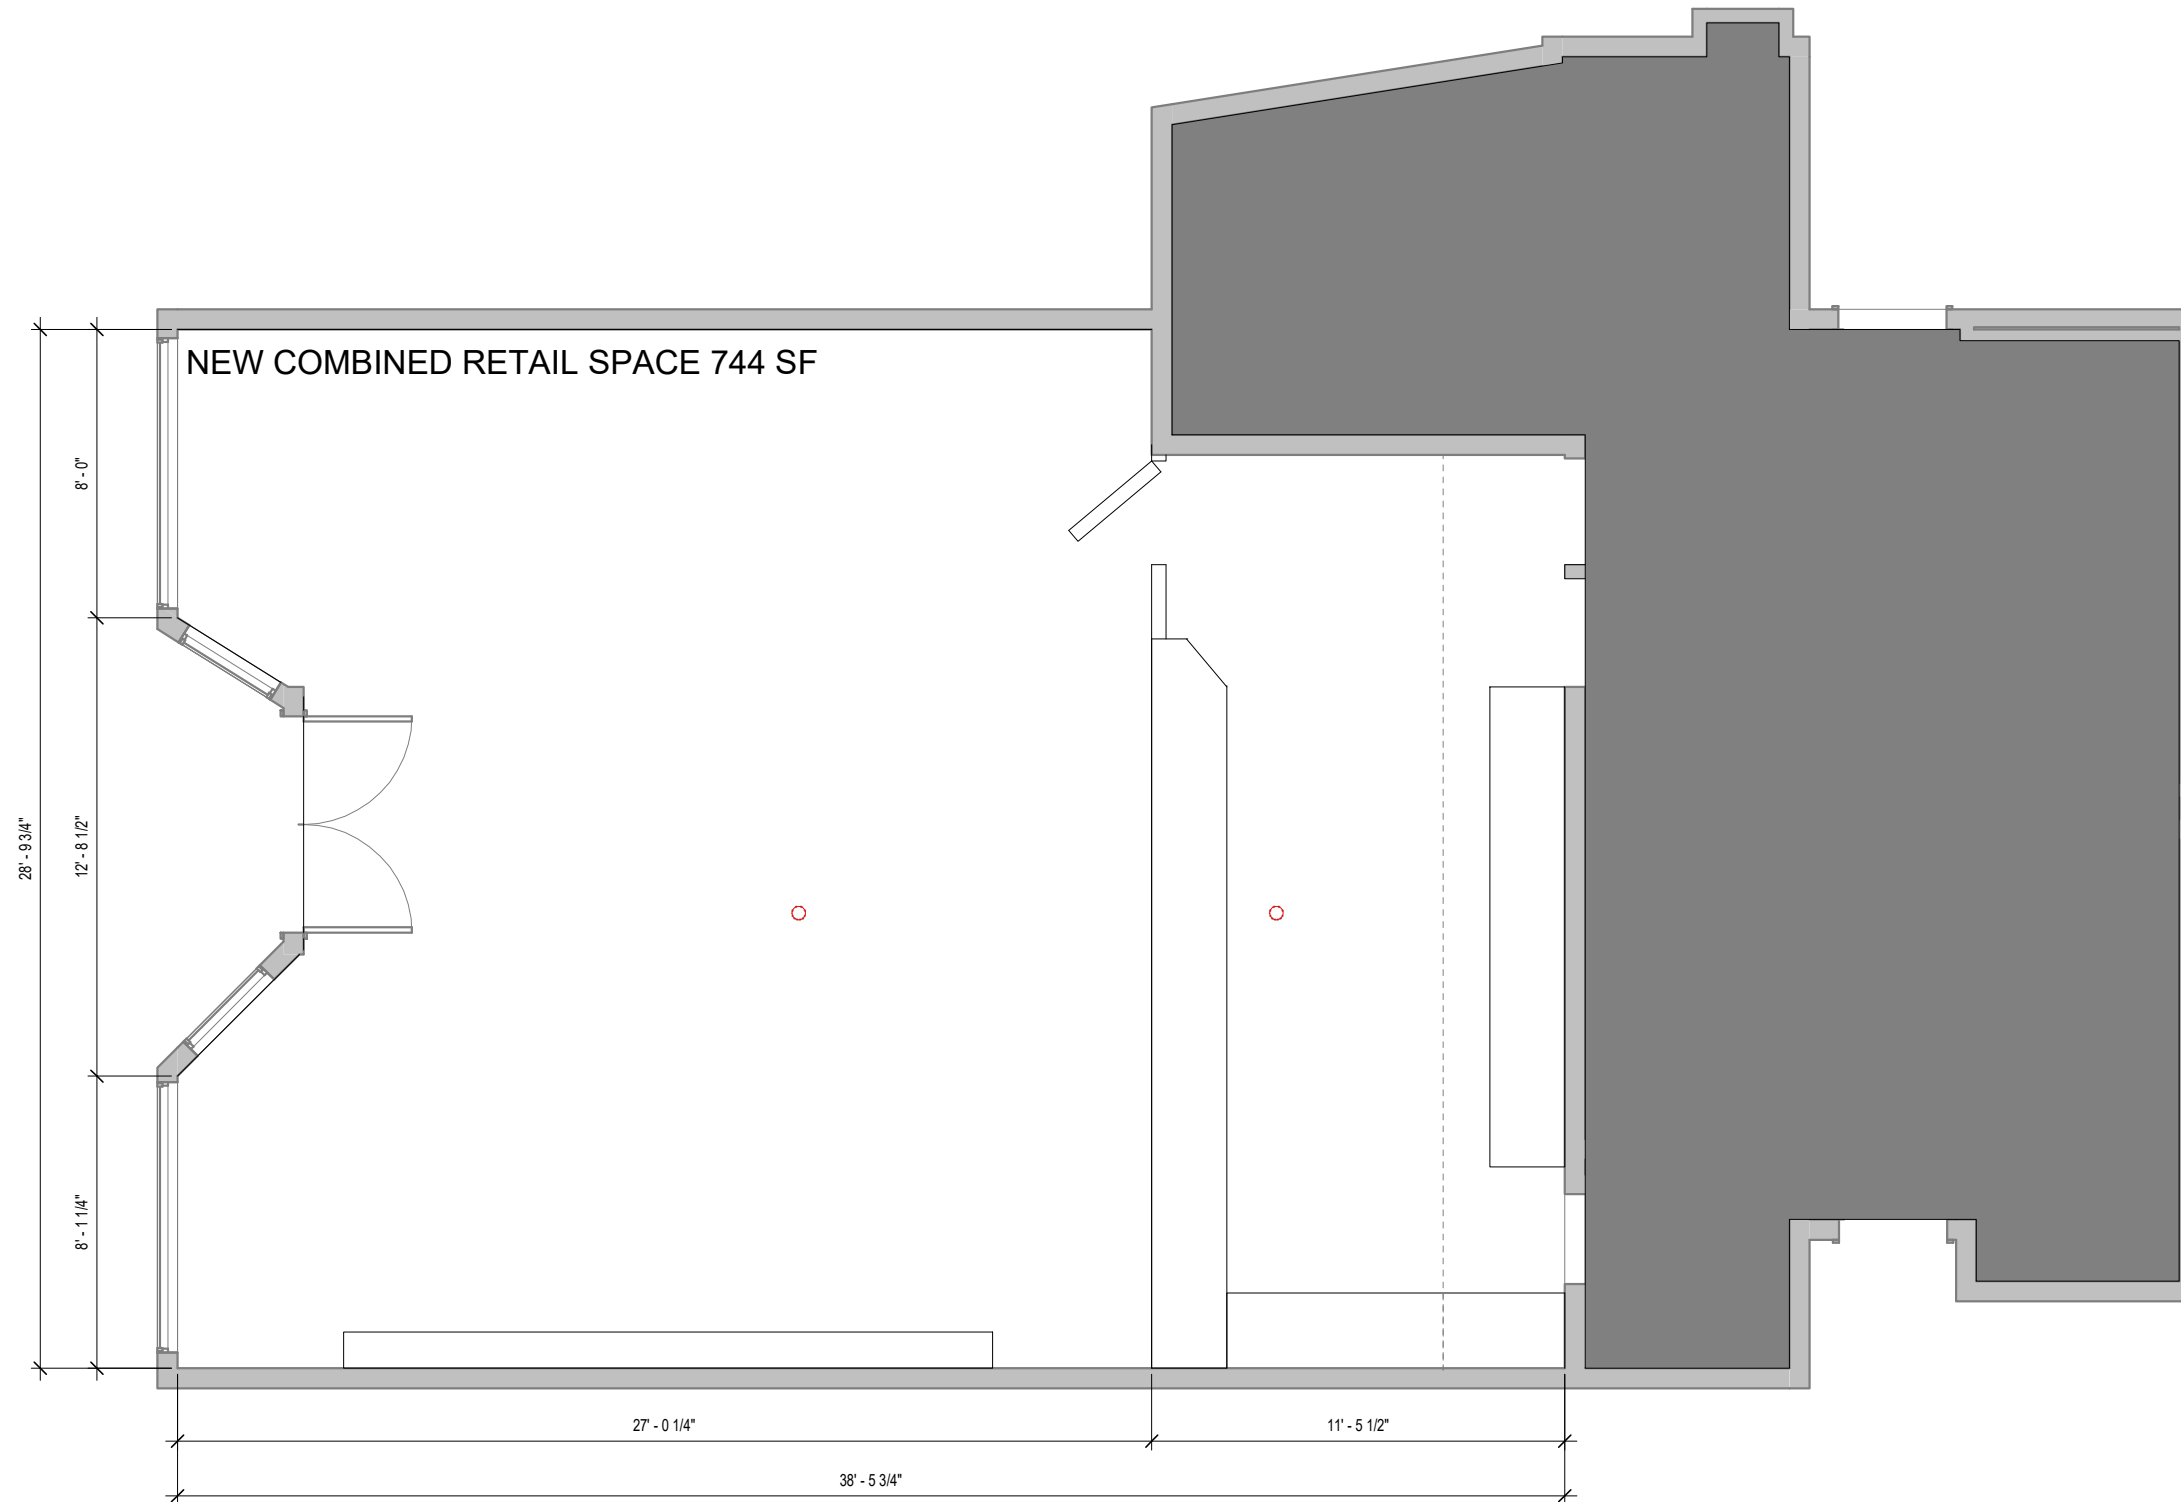 NEW COMBINED RETAIL SPACE 744 SF
8' - 0"
28' - 9 3/4"
12' - 8 1/2"
8' - 1 1/4"
27' - 0 1/4"
11' - 5 1/2"
38' - 5 3/4"